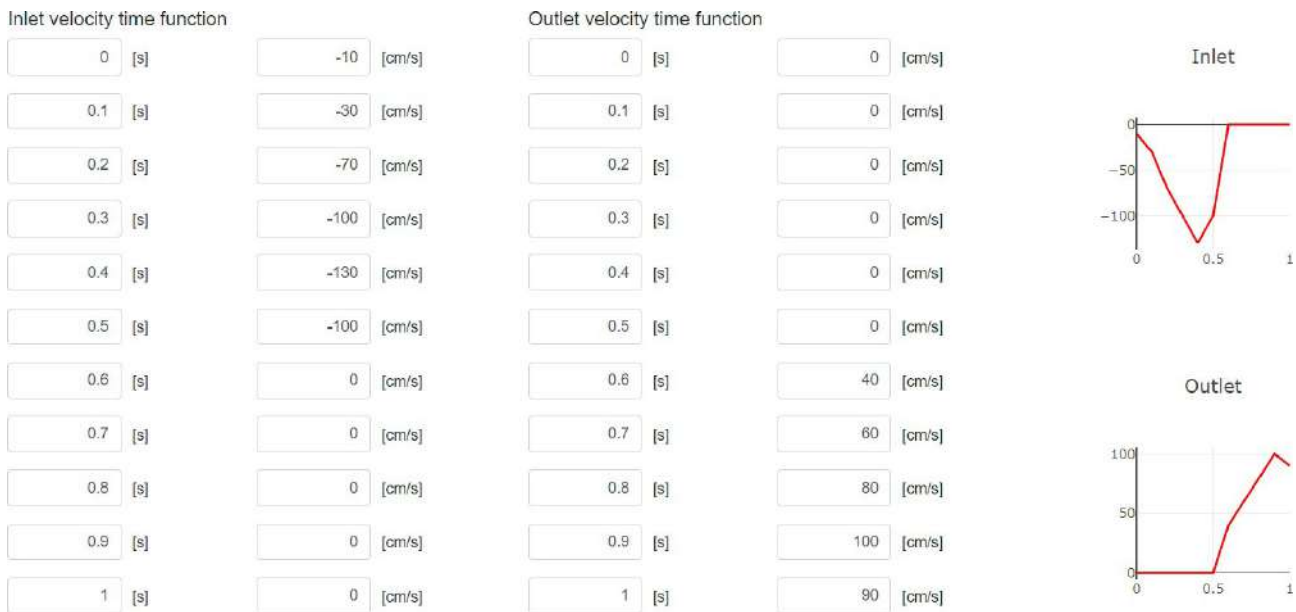 Inlet velocity time function Outlet velocity time function
0 [s] -10 [cm/s] 0 [s] 0 [cm/s]
0.1 [s] -30 [cm/s] 0.1 [s] 0 [cm/s]
0.2 [s] -70 [cm/s] 0.2 [s] 0 [cm/s]
0.3 [s] -100 [cm/s] 0.3 [s] 0 [cm/s]
0.4 [s] -130 [cm/s] 0.4 [s] 0 [cm/s]
0.5 [s] -100 [cm/s] 0.5 [s] 0 [cm/s]
0.6 [s] 0 [cm/s] 0.6 [s] 40 [cm/s]
0.7 [s] 0 [cm/s] 0.7 [s] 60 [cm/s]
0.8 [s] 0 [cm/s] 0.8 [s] 80 [cm/s]
0.9 [s] 0 [cm/s] 0.9 [s] 100 [cm/s]
1 [s] 0 [cm/s] 1 [s] 90 [cm/s]
Inlet
0
−50
−100
0 0.5 1
Outlet
100
50
0
0 0.5 1